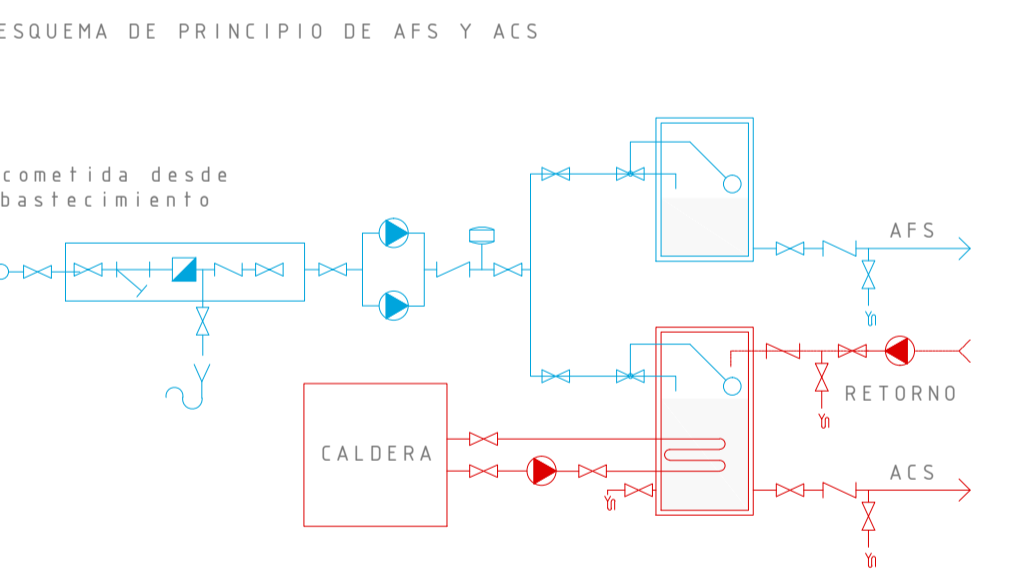 ESQUEMA DE PRINCIPIO DE AFS Y ACS
cometida desde
bastecimiento
AFS
RETORNO
CALDERA
ACS